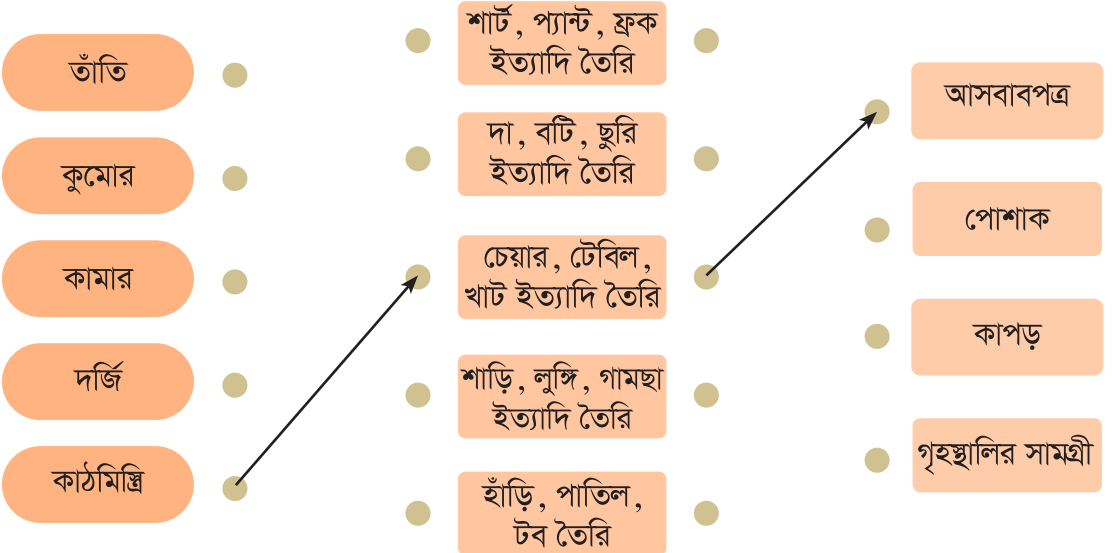 তাঁতি
কুমোর
কামার
দর্জি
কাঠমিস্ত্রি
শার্ট, প্যান্ট, ফ্রক
ইত্যাদি তৈরি
দা, বটি, ছুরি
ইত্যাদি তৈরি
চেয়ার, টেবিল,
খাট ইত্যাদি তৈরি
শাড়ি, লুঙ্গি, গামছা
ইত্যাদি তৈরি
হাঁড়ি, পাতিল,
টব তৈরি
আসবাবপত্র
পোশাক
কাপড়
গৃহস্থালির সামগ্রী